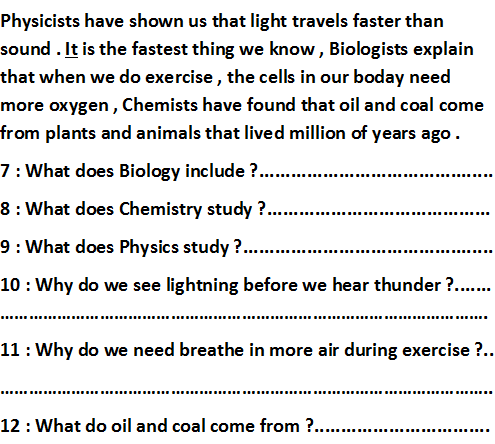 Physicists have shown us that light travels faster than
sound . It is the fastest thing we know , Biologists explain
that when we do exercise , the cells in our boday need
more oxygen , Chemists have found that oil and coal come
from plants and animals that lived million of years ago .
7 : What does Biology include ?............................................
8 : What does Chemistry study ?..........................................
9 : What does Physics study ?...............................................
10 : Why do we see lightning before we hear thunder ?.......
............................................................................................
11 : Why do we need breathe in more air during exercise ?..
.............................................................................................
12 : What do oil and coal come from ?.................................